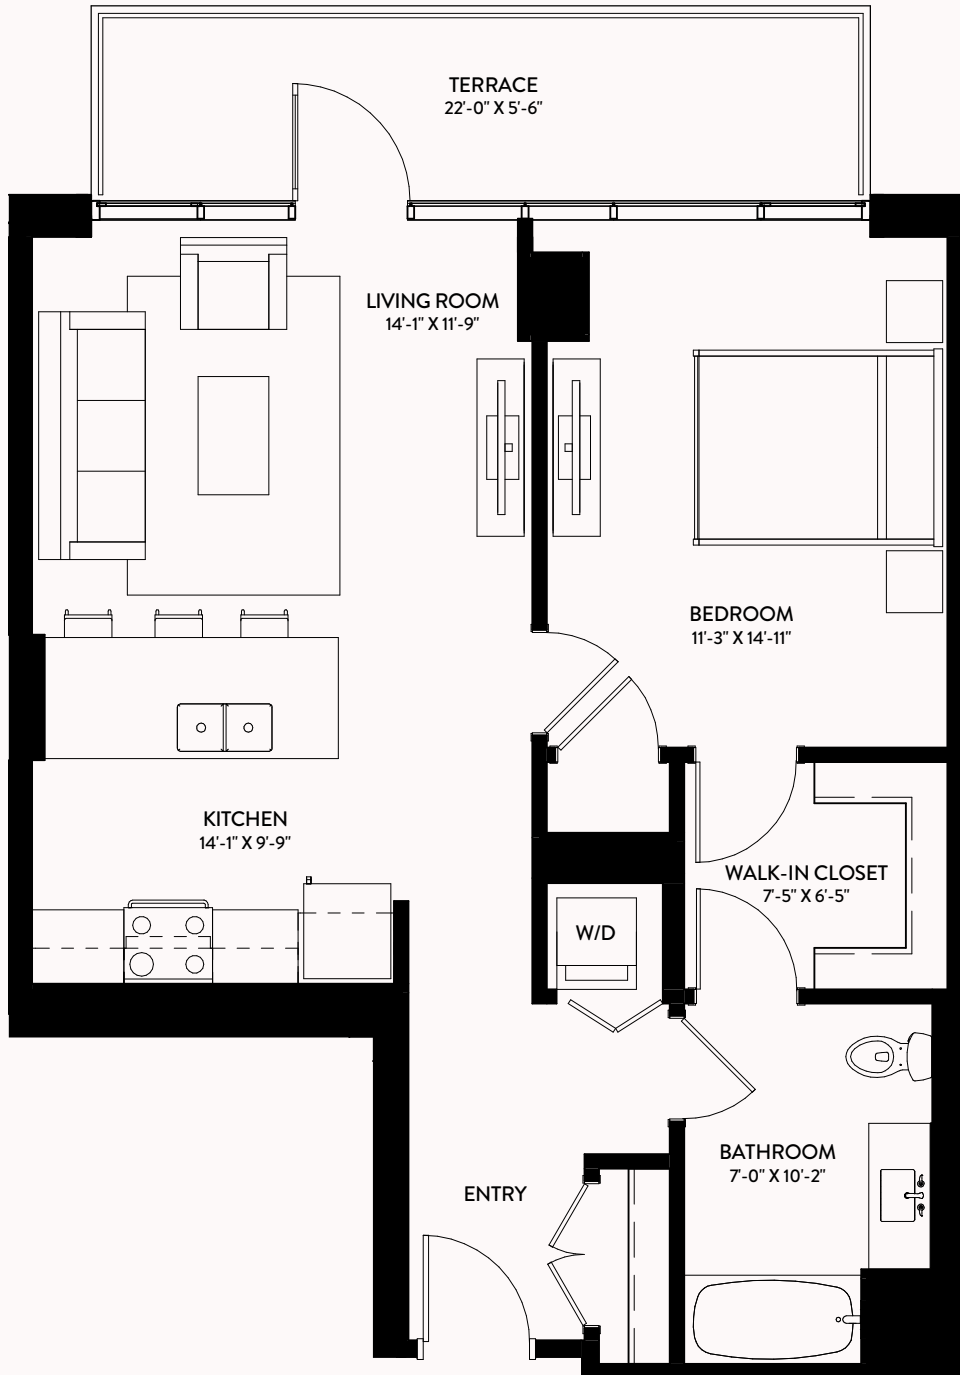 TERRACE
22'-0" X 5'-6"
LIVING ROOM
14'-1" X 11'-9"
BEDROOM
11'-3" X 14'-11"
KITCHEN
14'-1" X 9'-9"
WALK-IN CLOSET
7'-5" X 6'-5"
W/D
BATHROOM
7'-0" X 10'-2"
ENTRY